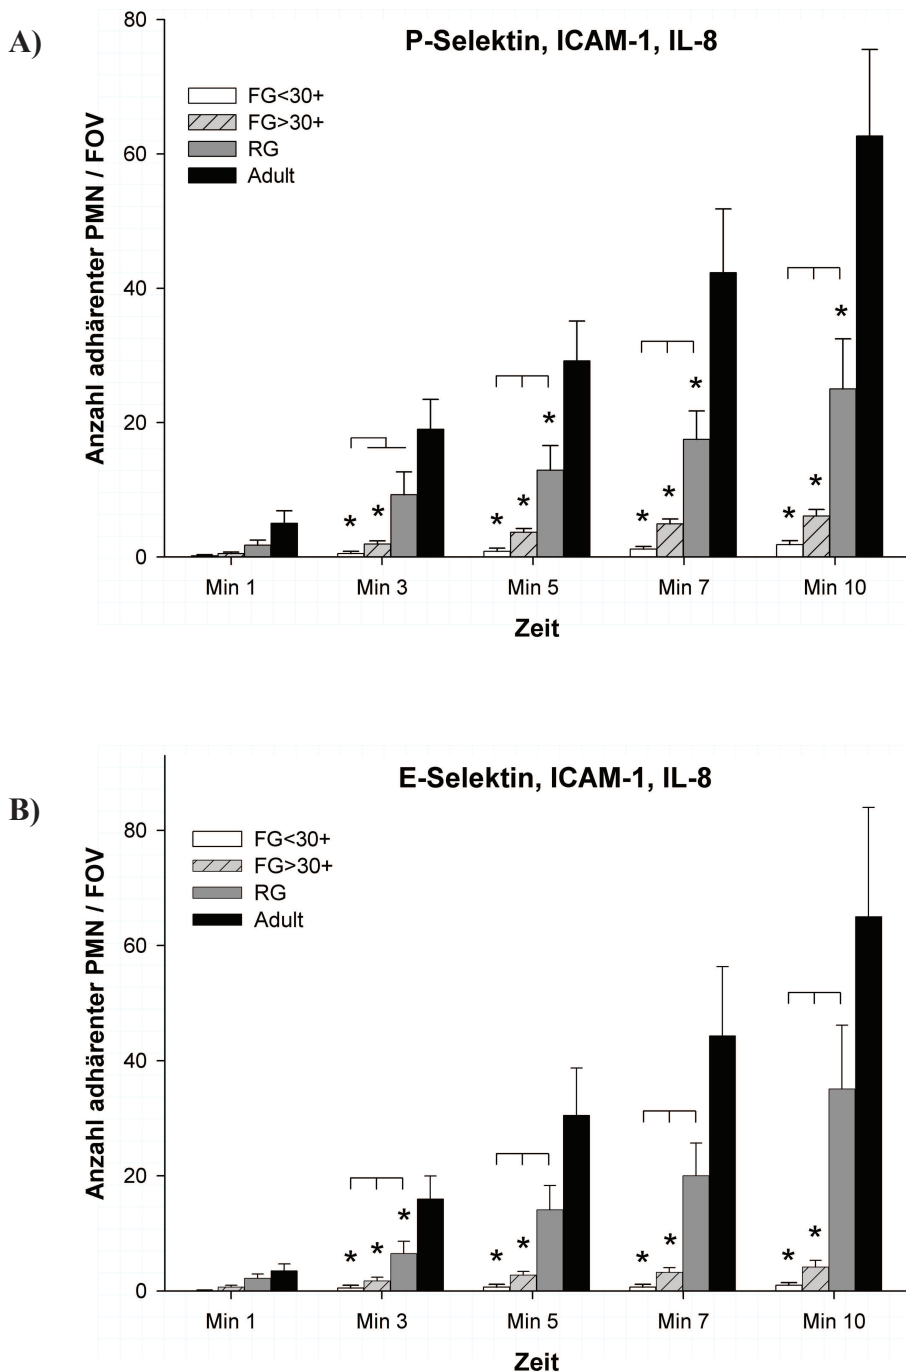 A)
P-Selektin, ICAM-1, IL-8
Anzahl adhärenter PMN / FOV
80
60
40
20
0
FG<30+
FG>30+
RG
Adult
* *
* * *
* * *
* * *
Min 1 Min 3 Min 5 Min 7 Min 10
Zeit
B)
E-Selektin, ICAM-1, IL-8
Anzahl adhärenter PMN / FOV
80
60
40
20
0
FG<30+
FG>30+
RG
Adult
* * *
* *
* *
* *
Min 1 Min 3 Min 5 Min 7 Min 10
Zeit